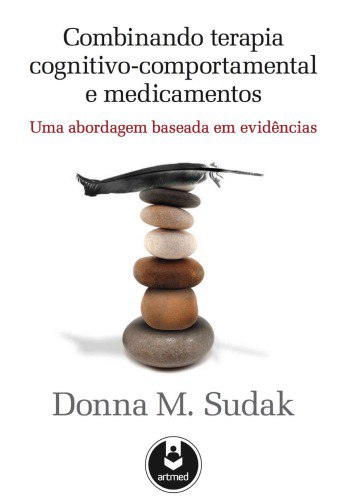 Combinando terapia
cognitivo-comportamental
e medicamentos
Uma abordagem baseada em evidências
Donna M. Sudak
artmed